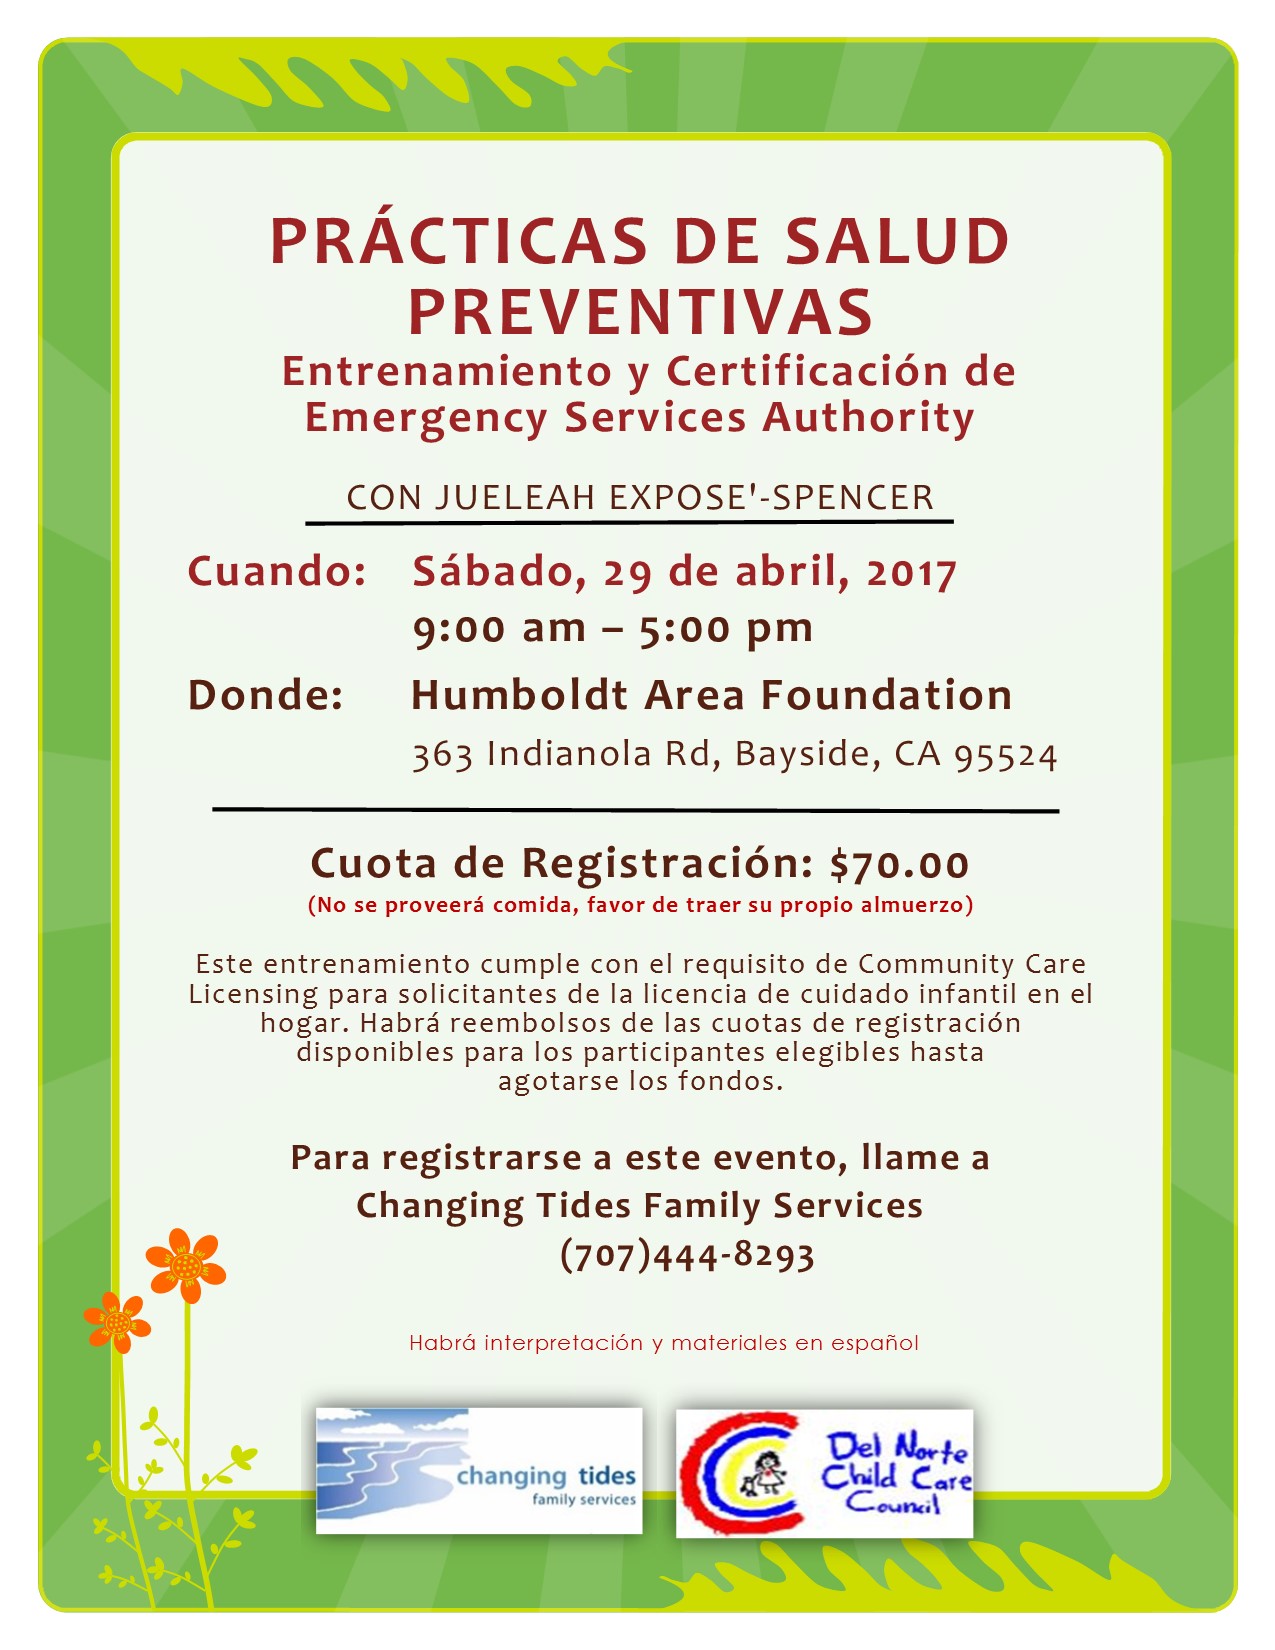 PRÁCTICAS DE SALUD
PREVENTIVAS
Entrenamiento y Certificación de
Emergency Services Authority
CON JUELEAH EXPOSE'-SPENCER
Cuando: Sábado, 29 de abril, 2017
9:00 am – 5:00 pm
Donde: Humboldt Area Foundation
363 Indianola Rd, Bayside, CA 95524
Cuota de Registración: $70.00
(No se proveerá comida, favor de traer su propio almuerzo)
Este entrenamiento cumple con el requisito de Community Care
Licensing para solicitantes de la licencia de cuidado infantil en el
hogar. Habrá reembolsos de las cuotas de registración
disponibles para los participantes elegibles hasta
agotarse los fondos.
Para registrarse a este evento, llame a
Changing Tides Family Services
(707)444-8293
Habrá interpretación y materiales en español
changing tides
family services
Del Norte
Child Care
Council